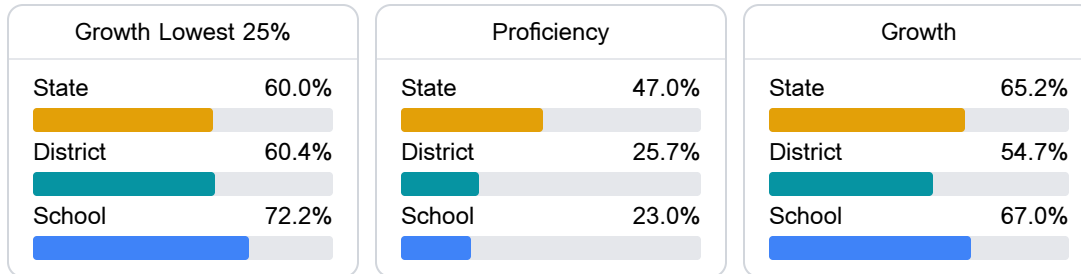 Growth Lowest 25%
State 60.0%
District 60.4%
School 72.2%
Proficiency
State 47.0%
District 25.7%
School 23.0%
Growth
State 65.2%
District 54.7%
School 67.0%